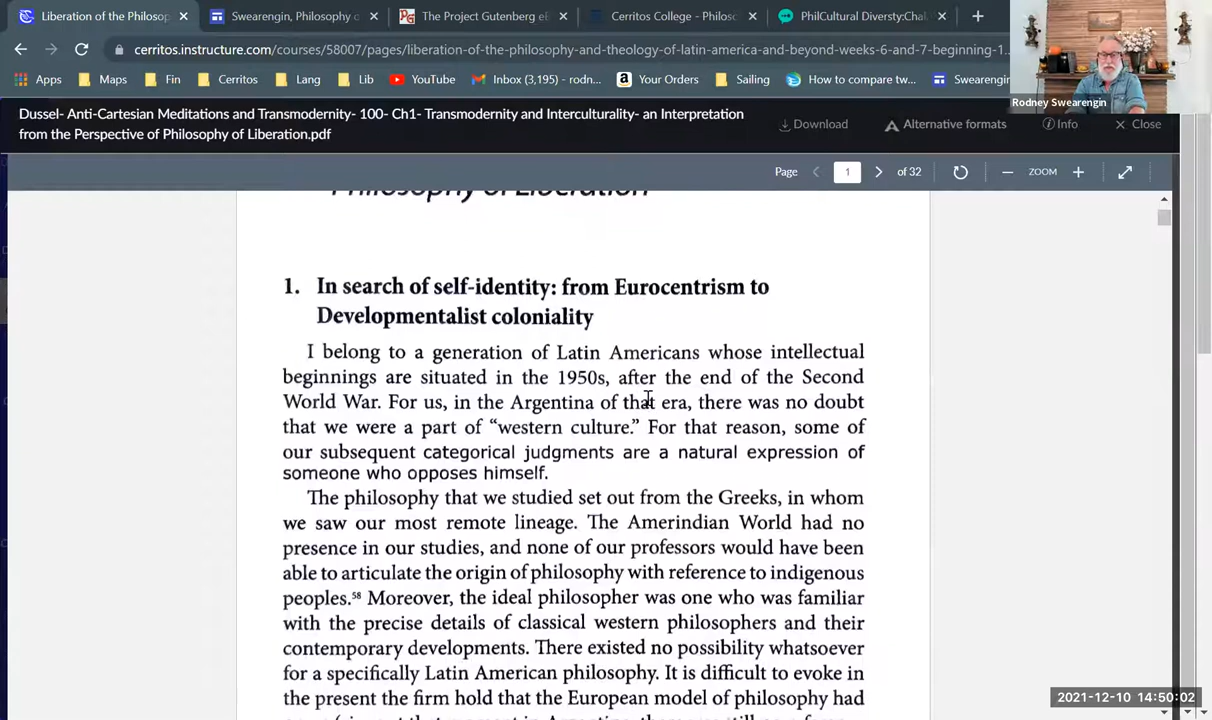 Liberation of the Philosop
Swearengin, Philosophy o
The Project Gutenberg eB
Cerritos College - Philoso
PhilCultural Diversty:Chal
cerritos.instructure.com/courses/58007/pages/liberation-of-the-philosophy-and-theology-of-latin-america-and-beyond-weeks-6-and-7-beginning-1...
Apps Maps Fin Cerritos Lang Lib YouTube Inbox (3,195) - rodn... Your Orders Sailing How to compare tw... Swearengin
Rodney Swearengin
Dussel- Anti-Cartesian Meditations and Transmodernity- 100- Ch1- Transmodernity and Interculturality- an Interpretation
from the Perspective of Philosophy of Liberation.pdf
Download Alternative formats Info Close
Page 1 of 32 ZOOM
Philosophy of Liberation
1. In search of self-identity: from Eurocentrism to
Developmentalist coloniality
I belong to a generation of Latin Americans whose intellectual
beginnings are situated in the 1950s, after the end of the Second
World War. For us, in the Argentina of that era, there was no doubt
that we were a part of “western culture.” For that reason, some of
our subsequent categorical judgments are a natural expression of
someone who opposes himself.
The philosophy that we studied set out from the Greeks, in whom
we saw our most remote lineage. The Amerindian World had no
presence in our studies, and none of our professors would have been
able to articulate the origin of philosophy with reference to indigenous
peoples.⁵⁸ Moreover, the ideal philosopher was one who was familiar
with the precise details of classical western philosophers and their
contemporary developments. There existed no possibility whatsoever
for a specifically Latin American philosophy. It is difficult to evoke in
the present the firm hold that the European model of philosophy had
2021-12-10 14:50:02